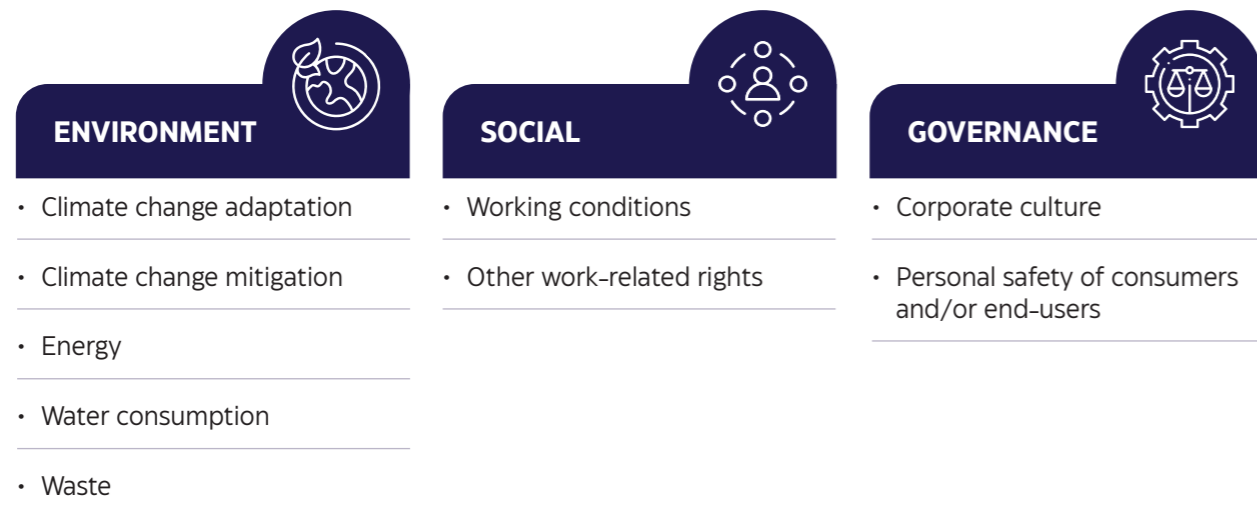 ENVIRONMENT
• Climate change adaptation
• Climate change mitigation
• Energy
• Water consumption
• Waste
SOCIAL
• Working conditions
• Other work-related rights
GOVERNANCE
• Corporate culture
• Personal safety of consumers
and/or end-users